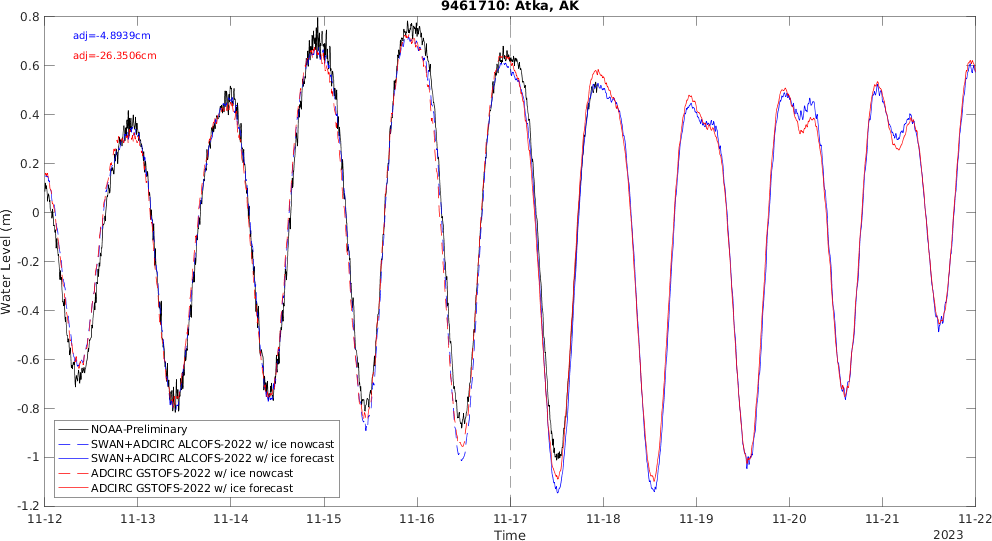 9461710: Atka, AK
adj=-4.8939cm
adj=-26.3506cm
Water Level (m)
0.8
0.6
0.4
0.2
0
-0.2
-0.4
-0.6
-0.8
-1
-1.2
NOAA-Preliminary
SWAN+ADCIRC ALCOFS-2022 w/ ice nowcast
SWAN+ADCIRC ALCOFS-2022 w/ ice forecast
ADCIRC GSTOFS-2022 w/ ice nowcast
ADCIRC GSTOFS-2022 w/ ice forecast
11-12 11-13 11-14 11-15 11-16 11-17 11-18 11-19 11-20 11-21 11-22
Time
2023